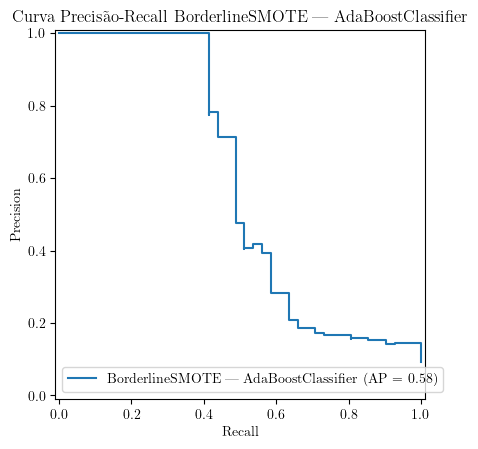 Curva Precisão-Recall BorderlineSMOTE — AdaBoostClassifier
1.0
0.8
0.6
0.4
0.2
0.0
Precision
BorderlineSMOTE — AdaBoostClassifier (AP = 0.58)
0.0 0.2 0.4 0.6 0.8 1.0
Recall